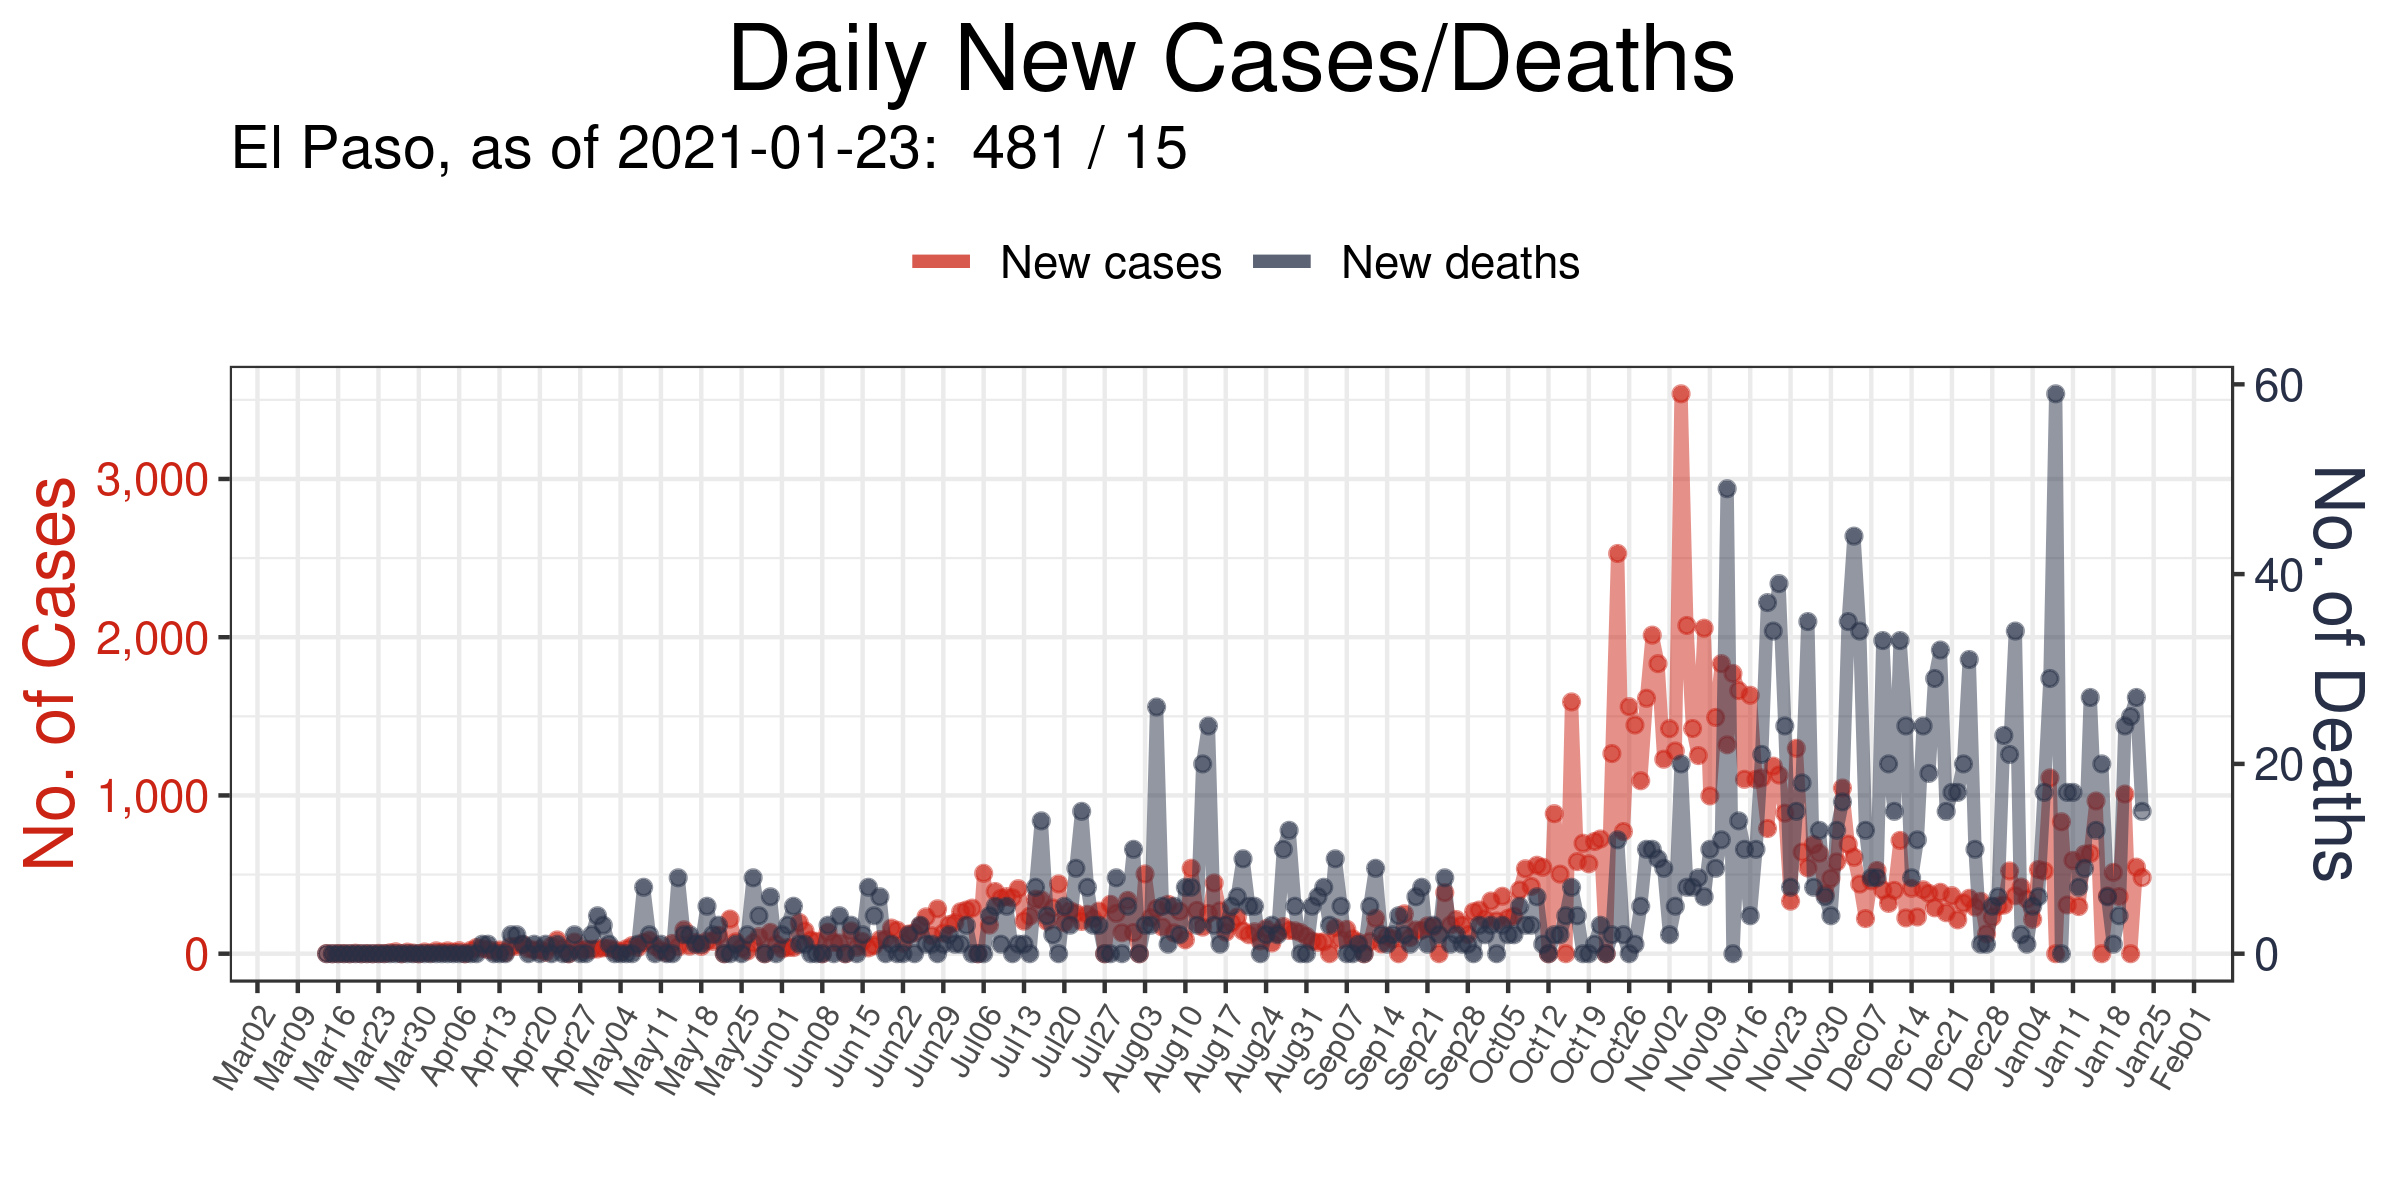 Daily New Cases/Deaths
El Paso, as of 2021-01-23:  481 / 15
New cases New deaths
No. of Cases
3,000
2,000
1,000
0
60
40
20
0
No. of Deaths
Mar02 Mar09 Mar16 Mar23 Mar30 Apr06 Apr13 Apr20 Apr27 May04 May11 May18 May25 Jun01 Jun08 Jun15 Jun22 Jun29 Jul06 Jul13 Jul20 Jul27 Aug03 Aug10 Aug17 Aug24 Aug31 Sep07 Sep14 Sep21 Sep28 Oct05 Oct12 Oct19 Oct26 Nov02 Nov09 Nov16 Nov23 Nov30 Dec07 Dec14 Dec21 Dec28 Jan04 Jan11 Jan18 Jan25 Feb01